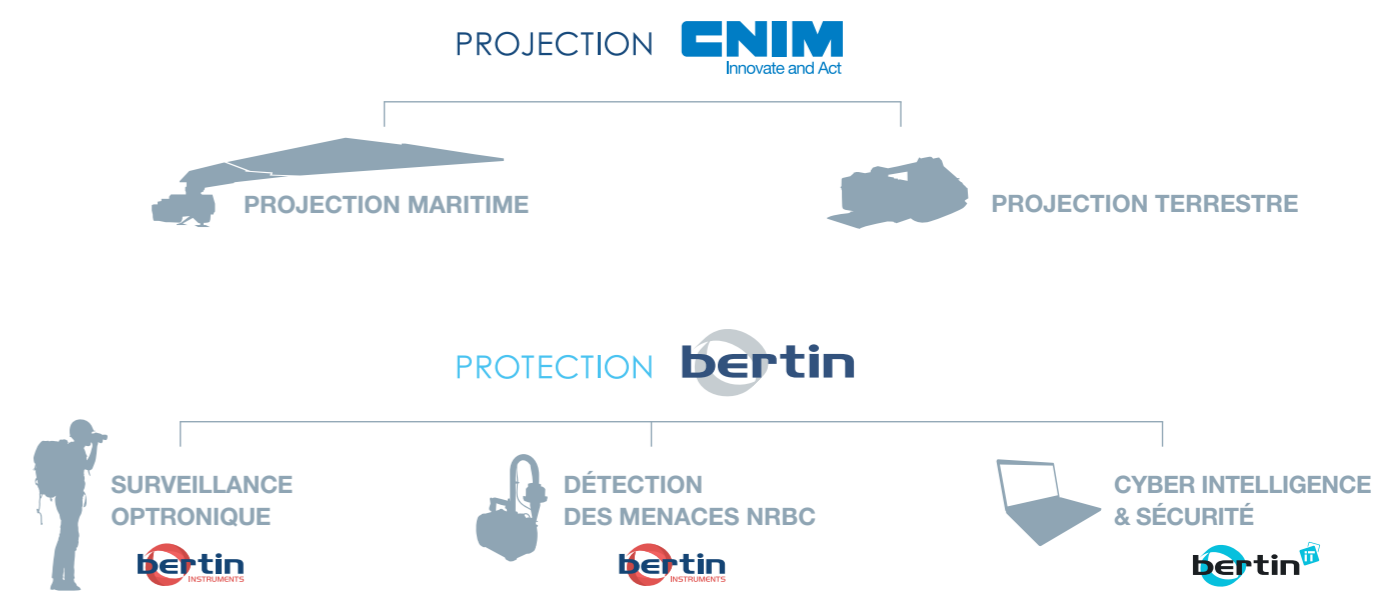 PROJECTION CNIM
Innovate and Act
PROJECTION MARITIME
PROJECTION TERRESTRE
PROTECTION bertin
SURVEILLANCE
OPTRONIQUE
bertin
INSTRUMENTS
DÉTECTION
DES MENACES NRBC
bertin
INSTRUMENTS
CYBER INTELLIGENCE
& SÉCURITÉ
bertin iT